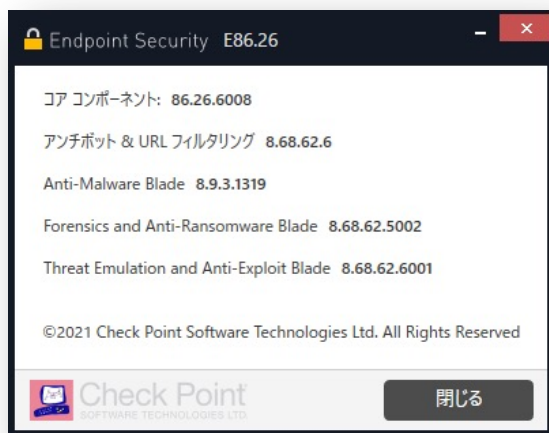 Endpoint Security E86.26
コア コンポーネント: 86.26.6008
アンチボット & URL フィルタリング 8.68.62.6
Anti-Malware Blade 8.9.3.1319
Forensics and Anti-Ransomware Blade 8.68.62.5002
Threat Emulation and Anti-Exploit Blade 8.68.62.6001
©2021 Check Point Software Technologies Ltd. All Rights Reserved
Check Point
SOFTWARE TECHNOLOGIES LTD.
閉じる